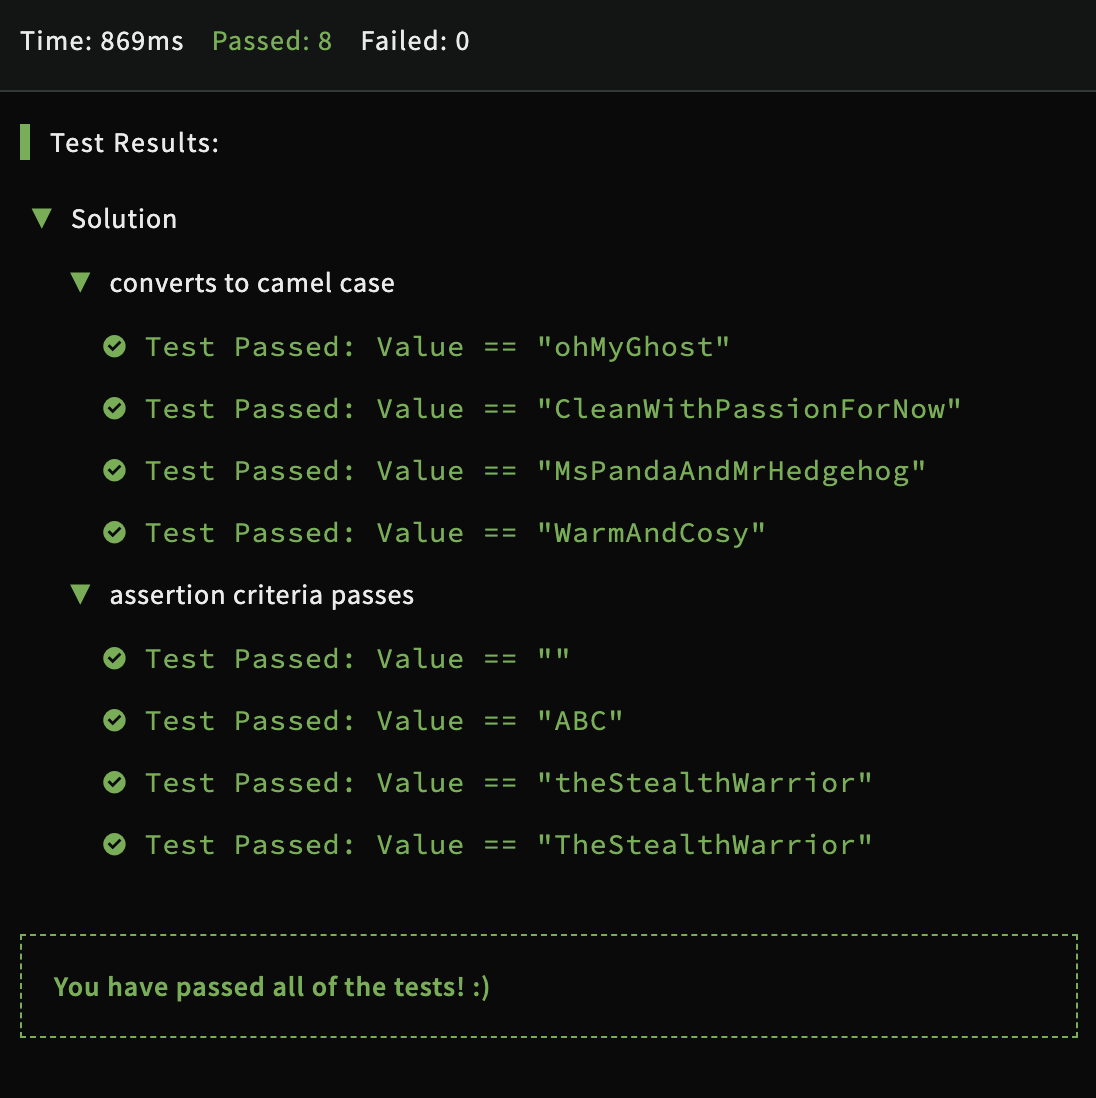 Time: 869ms Passed: 8 Failed: 0
Test Results:
Solution
converts to camel case
Test Passed: Value == "ohMyGhost"
Test Passed: Value == "CleanWithPassionForNow"
Test Passed: Value == "MsPandaAndMrHedgehog"
Test Passed: Value == "WarmAndCosy"
assertion criteria passes
Test Passed: Value == ""
Test Passed: Value == "ABC"
Test Passed: Value == "theStealthWarrior"
Test Passed: Value == "TheStealthWarrior"
You have passed all of the tests! :)